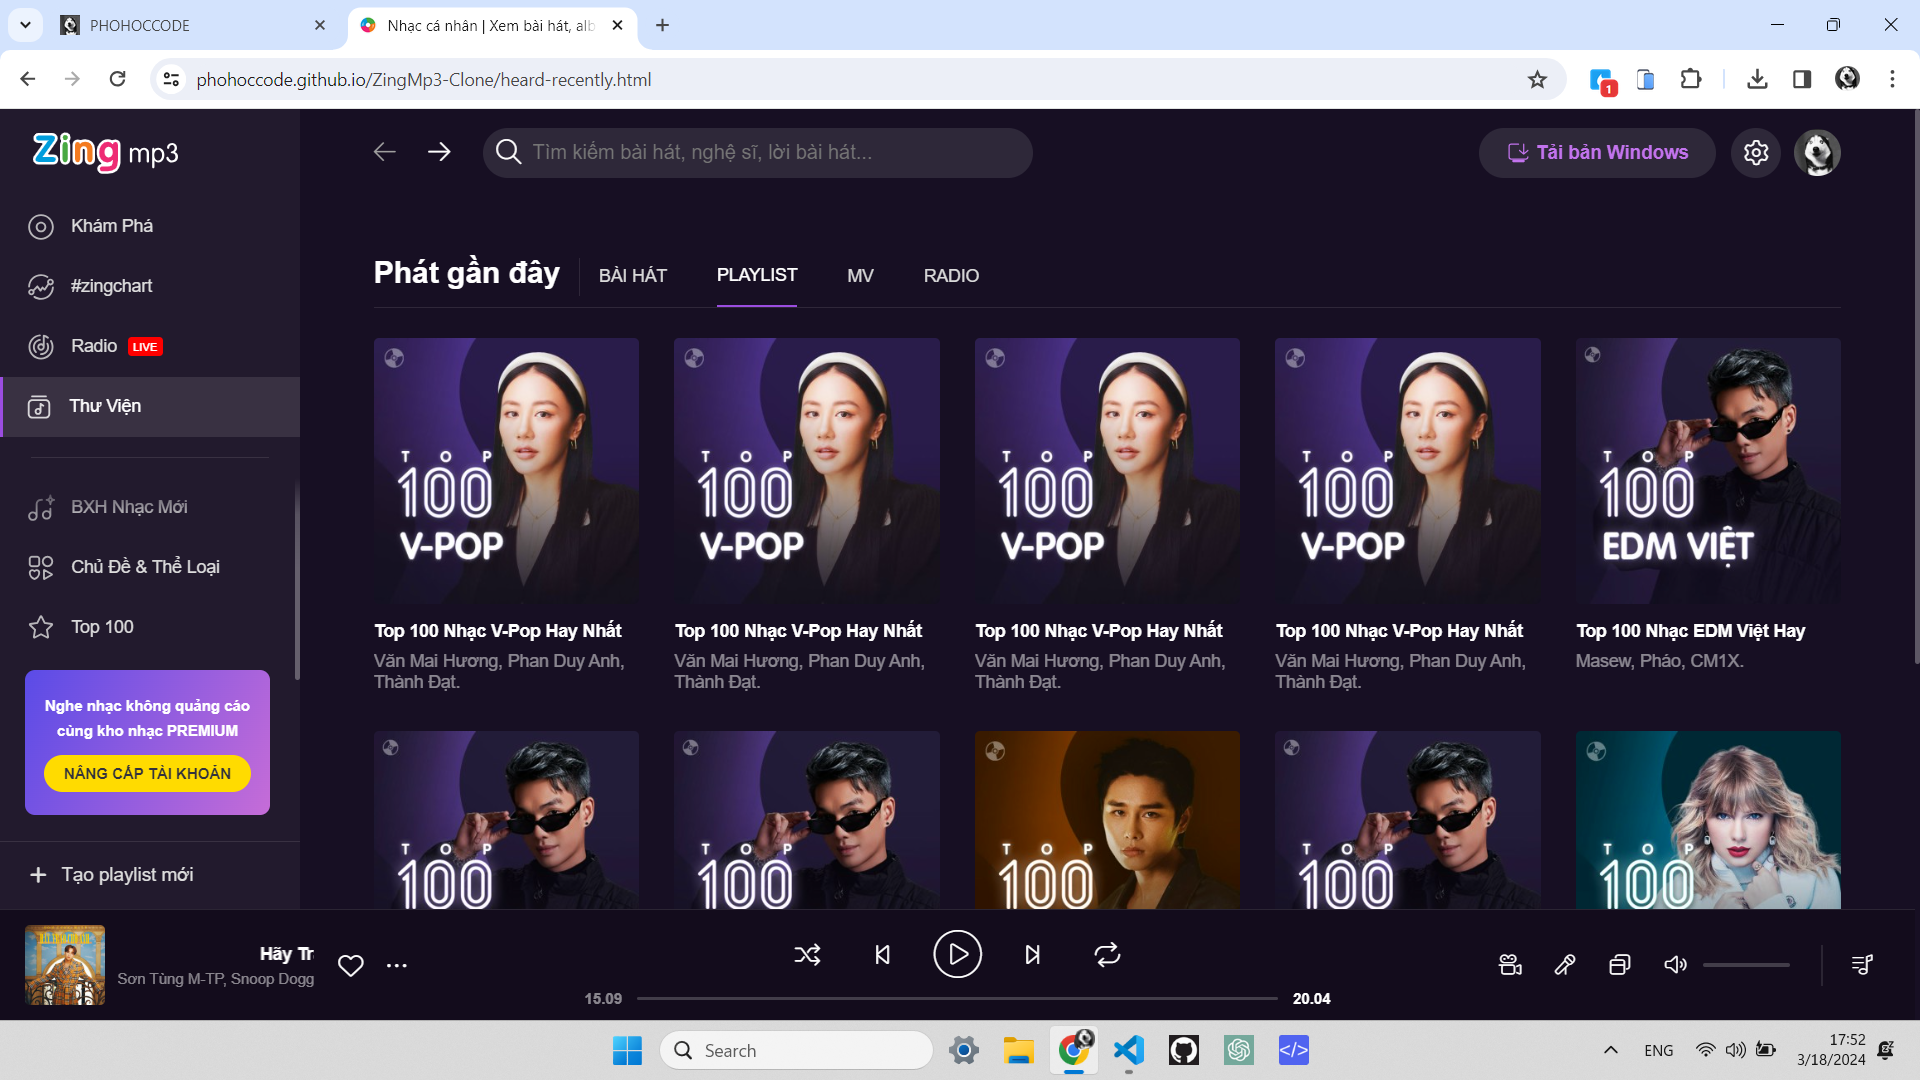 PHOHOCCODE
Nhạc cá nhân | Xem bài hát, alb
phohoccode.github.io/ZingMp3-Clone/heard-recently.html
1
Zing mp3
Tìm kiếm bài hát, nghệ sĩ, lời bài hát...
Tải bản Windows
Khám Phá
#zingchart
Radio LIVE
Thư Viện
BXH Nhạc Mới
Chủ Đề & Thể Loại
Top 100
Nghe nhạc không quảng cáo
cùng kho nhạc PREMIUM
NÂNG CẤP TÀI KHOẢN
Tạo playlist mới
Phát gần đây
BÀI HÁT
PLAYLIST
MV
RADIO
TOP
100
V-POP
TOP
100
V-POP
TOP
100
V-POP
TOP
100
V-POP
TOP
100
EDM VIỆT
Top 100 Nhạc V-Pop Hay Nhất
Văn Mai Hương, Phan Duy Anh,
Thành Đạt.
Top 100 Nhạc V-Pop Hay Nhất
Văn Mai Hương, Phan Duy Anh,
Thành Đạt.
Top 100 Nhạc V-Pop Hay Nhất
Văn Mai Hương, Phan Duy Anh,
Thành Đạt.
Top 100 Nhạc V-Pop Hay Nhất
Văn Mai Hương, Phan Duy Anh,
Thành Đạt.
Top 100 Nhạc EDM Việt Hay
Masew, Pháo, CM1X.
TOP
100
TOP
100
TOP
100
TOP
100
TOP
100
Hãy Tr
Sơn Tùng M-TP, Snoop Dogg
15.09
20.04
Search
ENG
17:52
3/18/2024